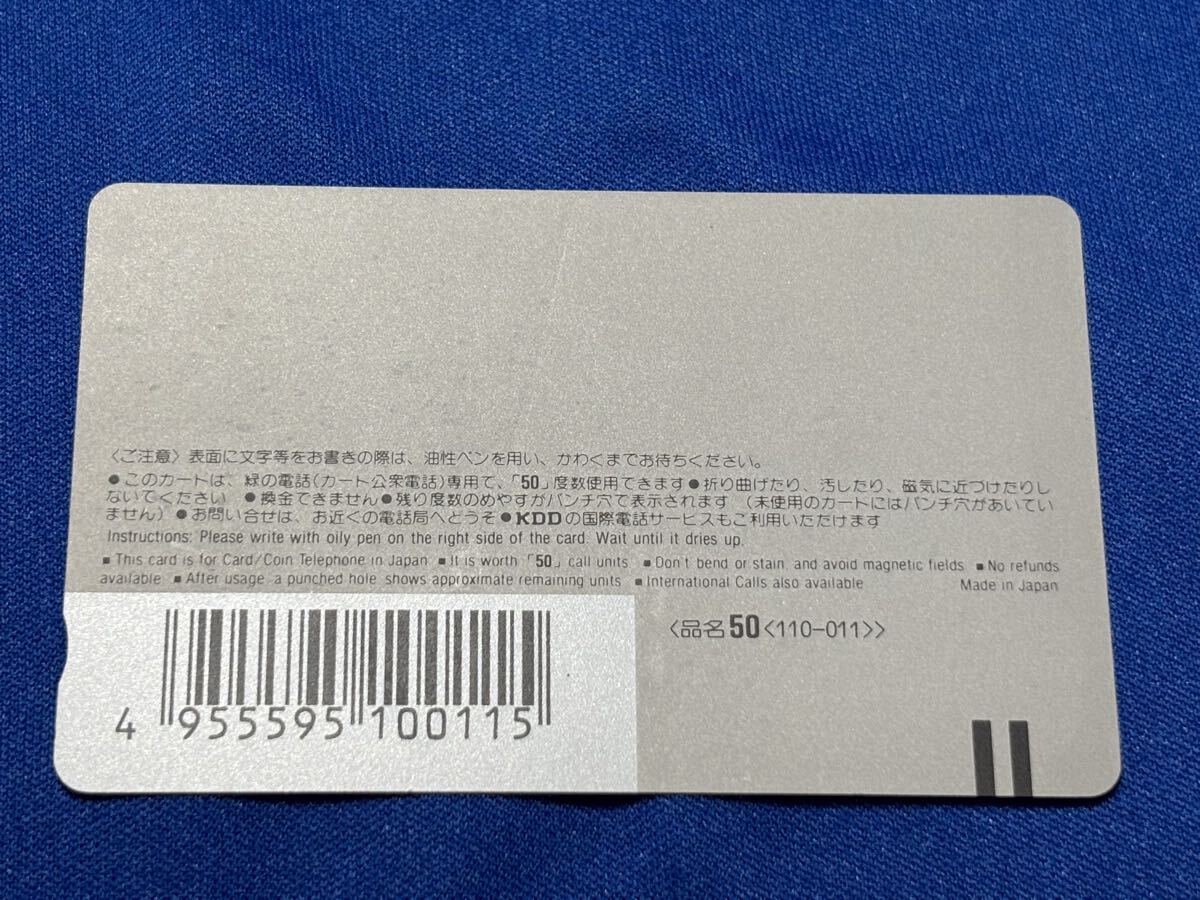 〈ご注意〉表面に文字等をお書きの際は、油性ペンを用い、かわくまでお待ちください。
●このカードは、緑の電話(カード公衆電話)専用で、「50」度数使用できます●折り曲げたり、汚したり、磁気に近づけたりし
ないでください ●換金できません●残り度数のめやすがパンチ穴で表示されます (未使用のカードにはパンチ穴があいてい
ません) ●お問い合せは、お近くの電話局へどうぞ●KDDの国際電話サービスもご利用いただけます
Instructions: Please write with oily pen on the right side of the card. Wait until it dries up.
■This card is for Card/Coin Telephone in Japan ■It is worth「50」call units ■Don't bend or stain, and avoid magnetic fields ■No refunds
available ■After usage, a punched hole shows approximate remaining units ■International Calls also available Made in Japan
〈品名50<110-011>>
4 955595 100115